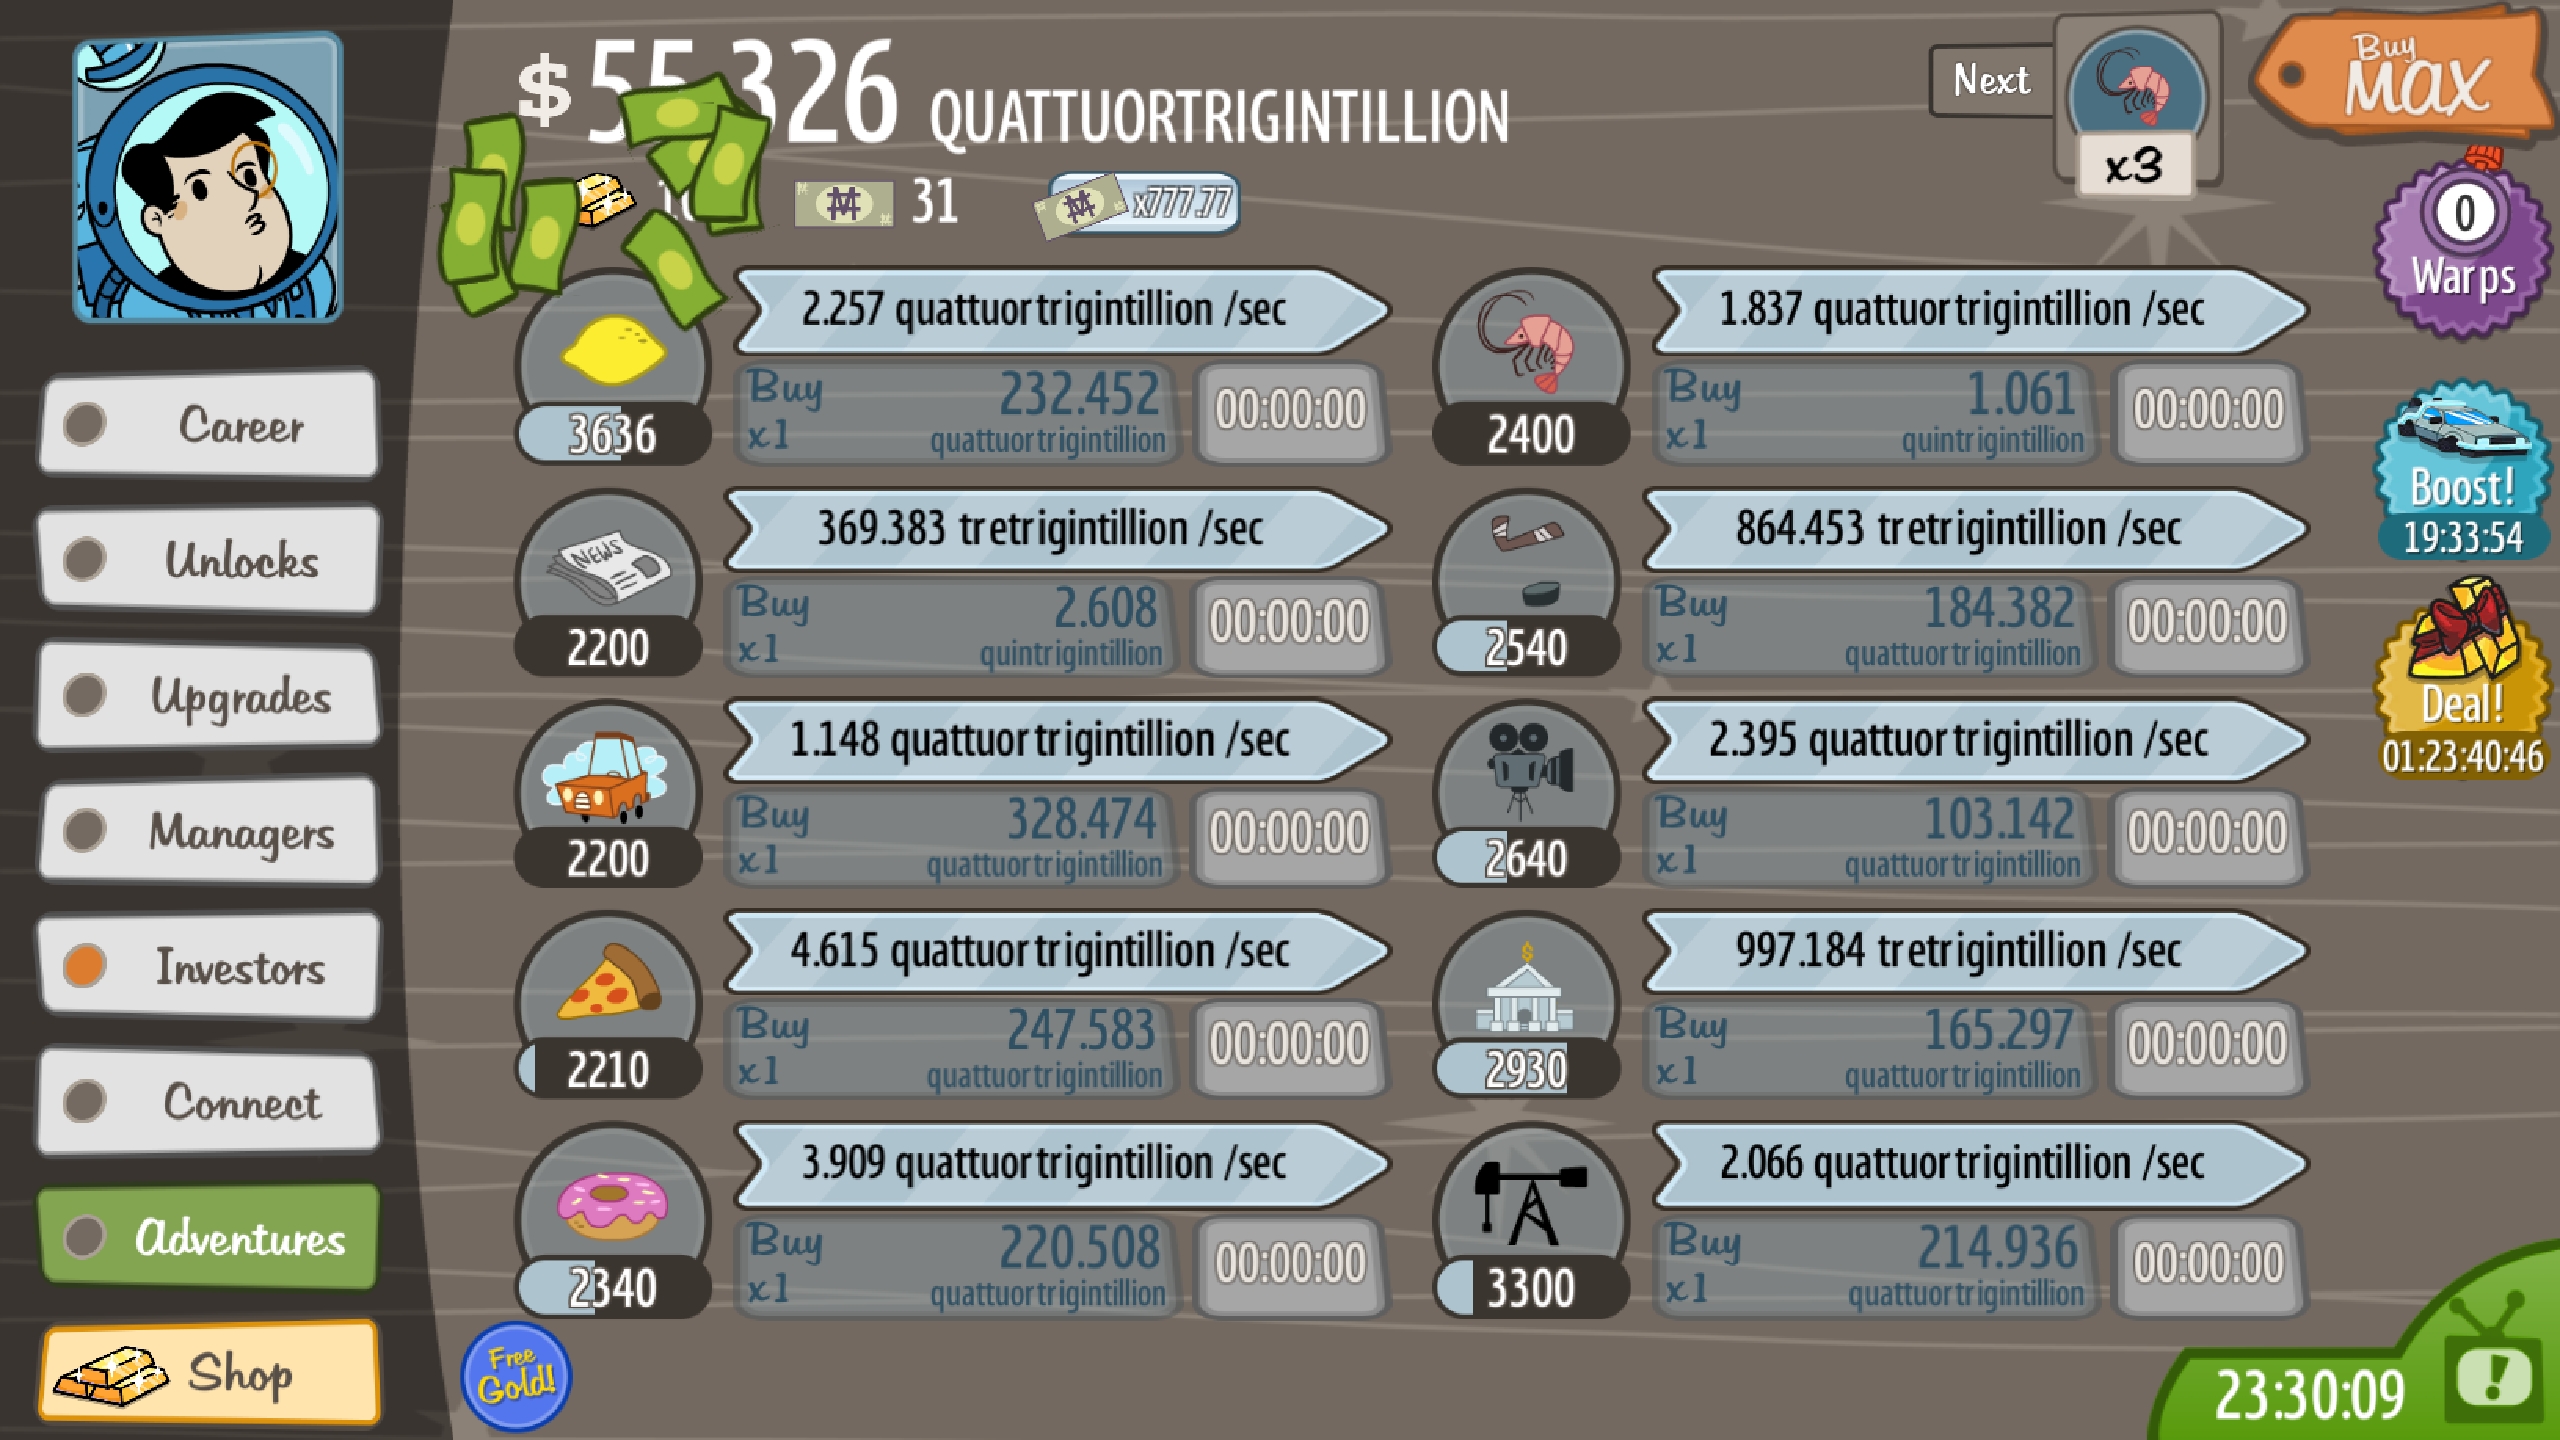 $ 55.326 QUATTUORTRIGINTILLION
31
x777.77
Next
x3
Buy
MAX
0
Warps
Boost!
19:33:54
Deal!
01:23:40:46
Career
Unlocks
Upgrades
Managers
Investors
Connect
Adventures
Shop
2.257 quattuortrigintillion /sec
3636
Buy x1
232.452 quattuortrigintillion
00:00:00
1.837 quattuortrigintillion /sec
2400
Buy x1
1.061 quintrigintillion
00:00:00
NEWS
369.383 tretrigintillion /sec
2200
Buy x1
2.608 quintrigintillion
00:00:00
864.453 tretrigintillion /sec
2540
Buy x1
184.382 quattuortrigintillion
00:00:00
1.148 quattuortrigintillion /sec
2200
Buy x1
328.474 quattuortrigintillion
00:00:00
2.395 quattuortrigintillion /sec
2640
Buy x1
103.142 quattuortrigintillion
00:00:00
4.615 quattuortrigintillion /sec
2210
Buy x1
247.583 quattuortrigintillion
00:00:00
$
997.184 tretrigintillion /sec
2930
Buy x1
165.297 quattuortrigintillion
00:00:00
3.909 quattuortrigintillion /sec
2340
Buy x1
220.508 quattuortrigintillion
00:00:00
2.066 quattuortrigintillion /sec
3300
Buy x1
214.936 quattuortrigintillion
00:00:00
Free
Gold!
23:30:09
!